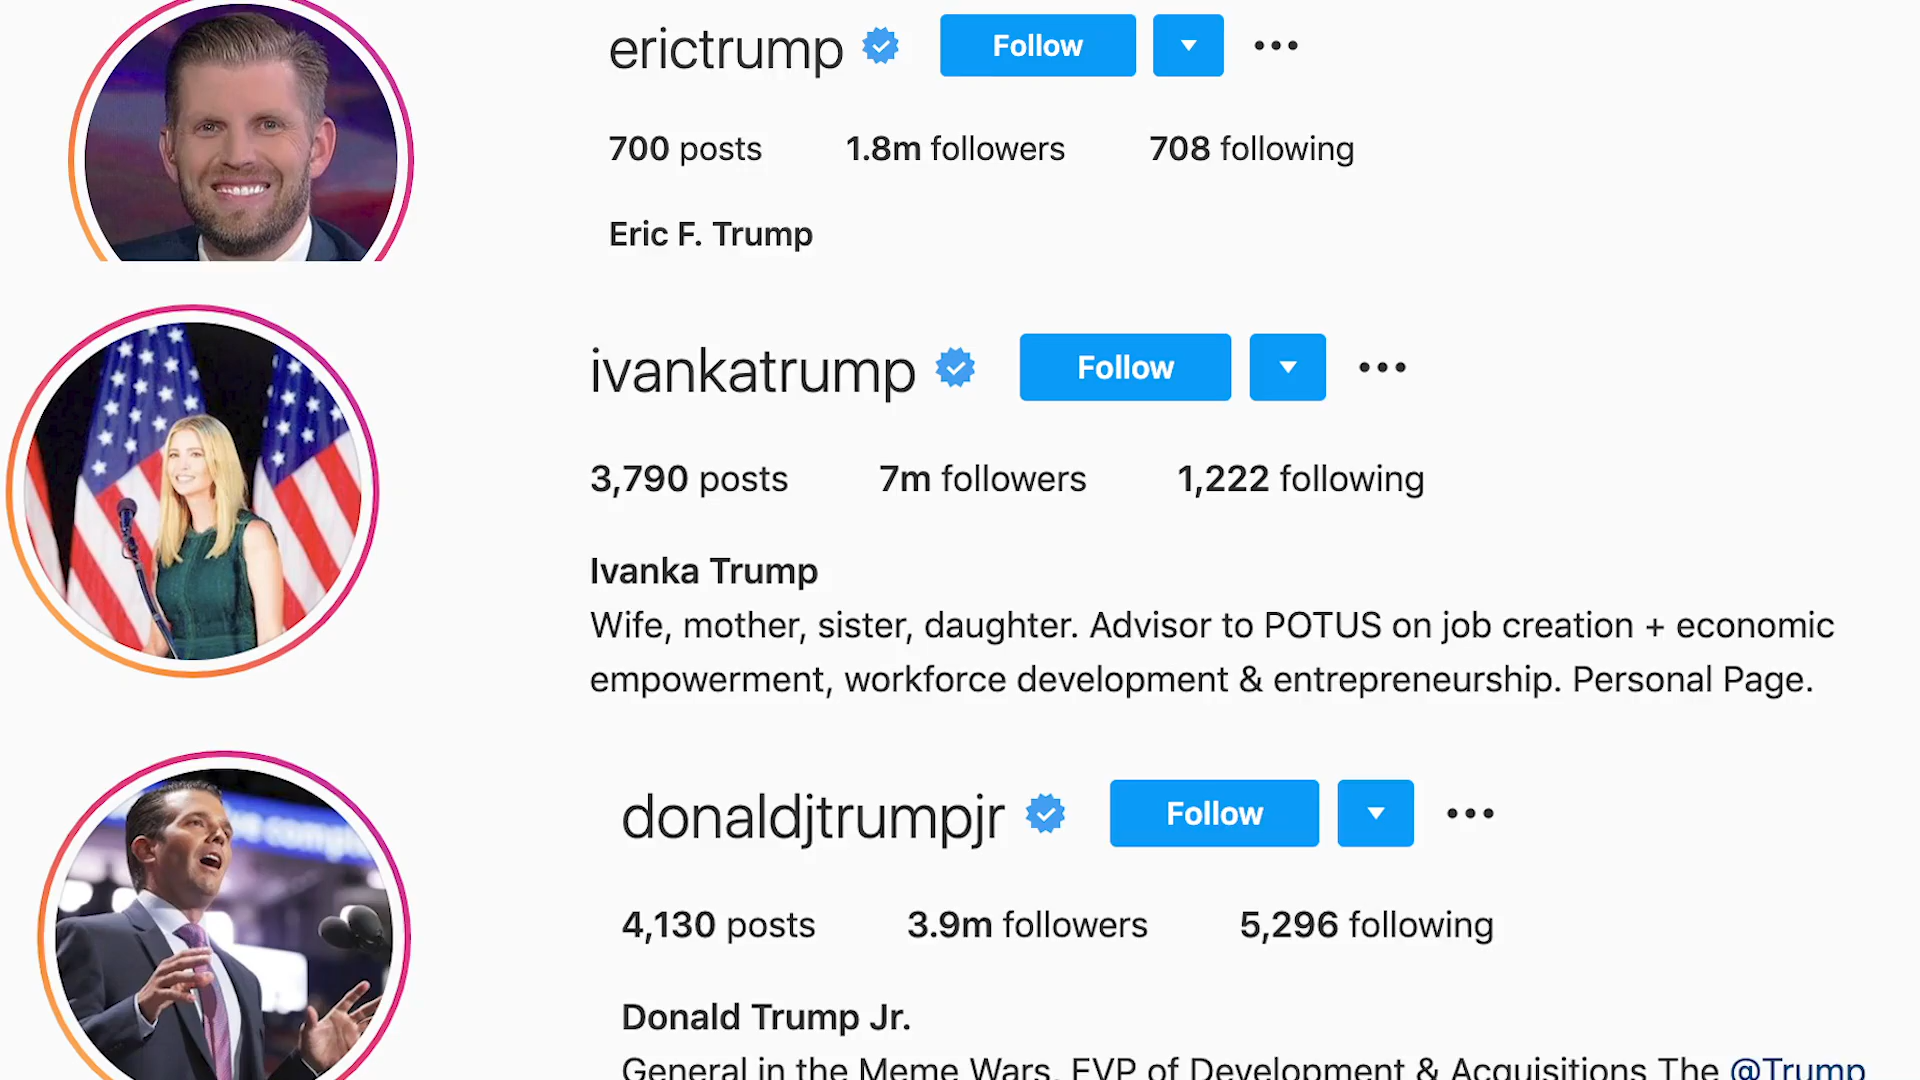 erictrump Follow
700 posts 1.8m followers 708 following
Eric F. Trump
ivankatrump Follow
3,790 posts 7m followers 1,222 following
Ivanka Trump
Wife, mother, sister, daughter. Advisor to POTUS on job creation + economic
empowerment, workforce development & entrepreneurship. Personal Page.
donaldjtrumpjr Follow
4,130 posts 3.9m followers 5,296 following
Donald Trump Jr.
General in the Meme Wars. EVP of Development & Acquisitions The @Trump